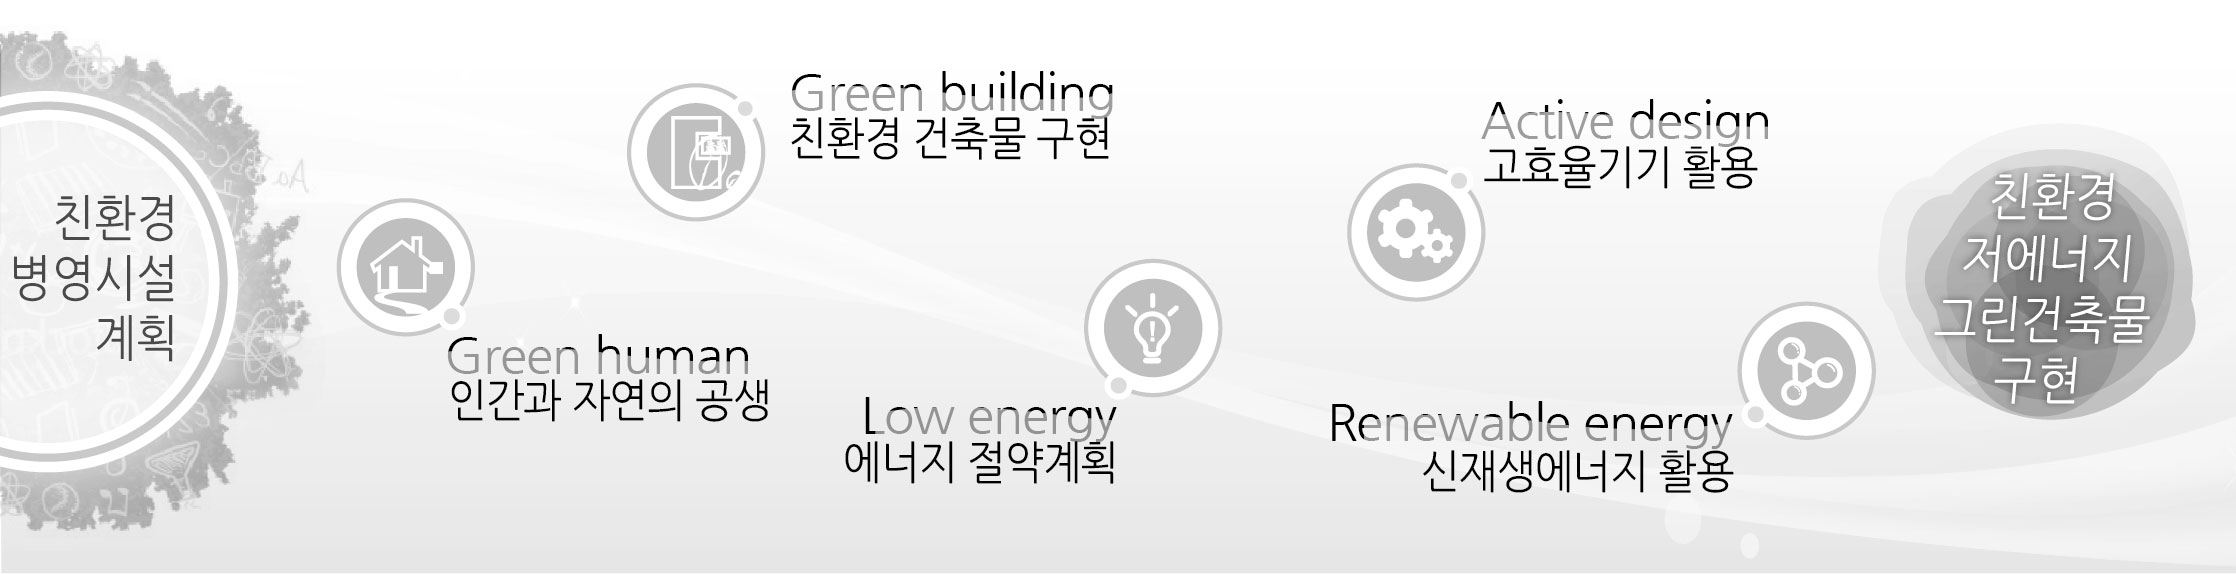 친환경
병영시설
계획
Green human
인간과 자연의 공생
Green building
친환경 건축물 구현
Low energy
에너지 절약계획
Active design
고효율기기 활용
Renewable energy
신재생에너지 활용
친환경
저에너지
그린건축물
구현